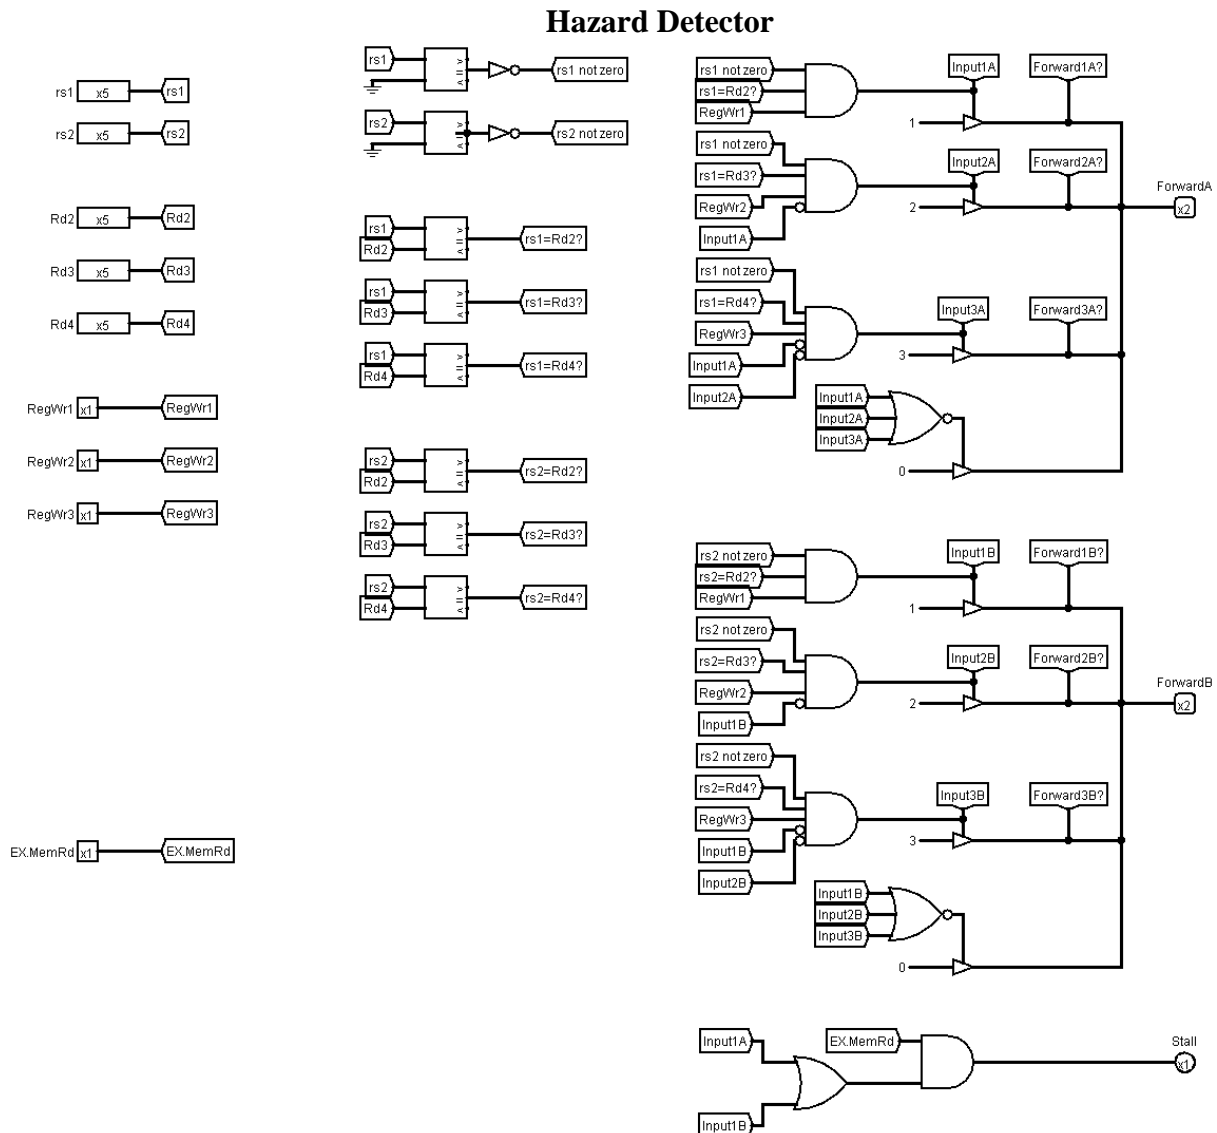 Hazard Detector
rs1 x5 rs1
rs2 x5 rs2
Rd2 x5 Rd2
Rd3 x5 Rd3
Rd4 x5 Rd4
RegWr1 x1 RegWr1
RegWr2 x1 RegWr2
RegWr3 x1 RegWr3
EX.MemRd x1 EX.MemRd
rs1
rs1 not zero
rs2
rs2 not zero
rs1
Rd2
rs1=Rd2?
rs1
Rd3
rs1=Rd3?
rs1
Rd4
rs1=Rd4?
rs2
Rd2
rs2=Rd2?
rs2
Rd3
rs2=Rd3?
rs2
Rd4
rs2=Rd4?
rs1 not zero
rs1=Rd2?
RegWr1
Input1A
Forward1A?
1
rs1 not zero
rs1=Rd3?
RegWr2
Input1A
Input2A
Forward2A?
2
ForwardA
x2
rs1 not zero
rs1=Rd4?
RegWr3
Input1A
Input2A
Input3A
Forward3A?
3
Input1A
Input2A
Input3A
0
rs2 not zero
rs2=Rd2?
RegWr1
Input1B
Forward1B?
1
rs2 not zero
rs2=Rd3?
RegWr2
Input1B
Input2B
Forward2B?
2
ForwardB
x2
rs2 not zero
rs2=Rd4?
RegWr3
Input1B
Input2B
Input3B
Forward3B?
3
Input1B
Input2B
Input3B
0
Input1A
Input1B
EX.MemRd
Stall
x1